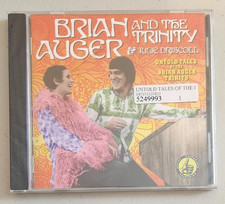 BRIAN
AUGER
AND THE
TRINITY
& JULIE DRISCOLL
UNTOLD TALES
OF THE
BRIAN AUGER
TRINITY
UNTOLD TALES OF THE
5249993
1